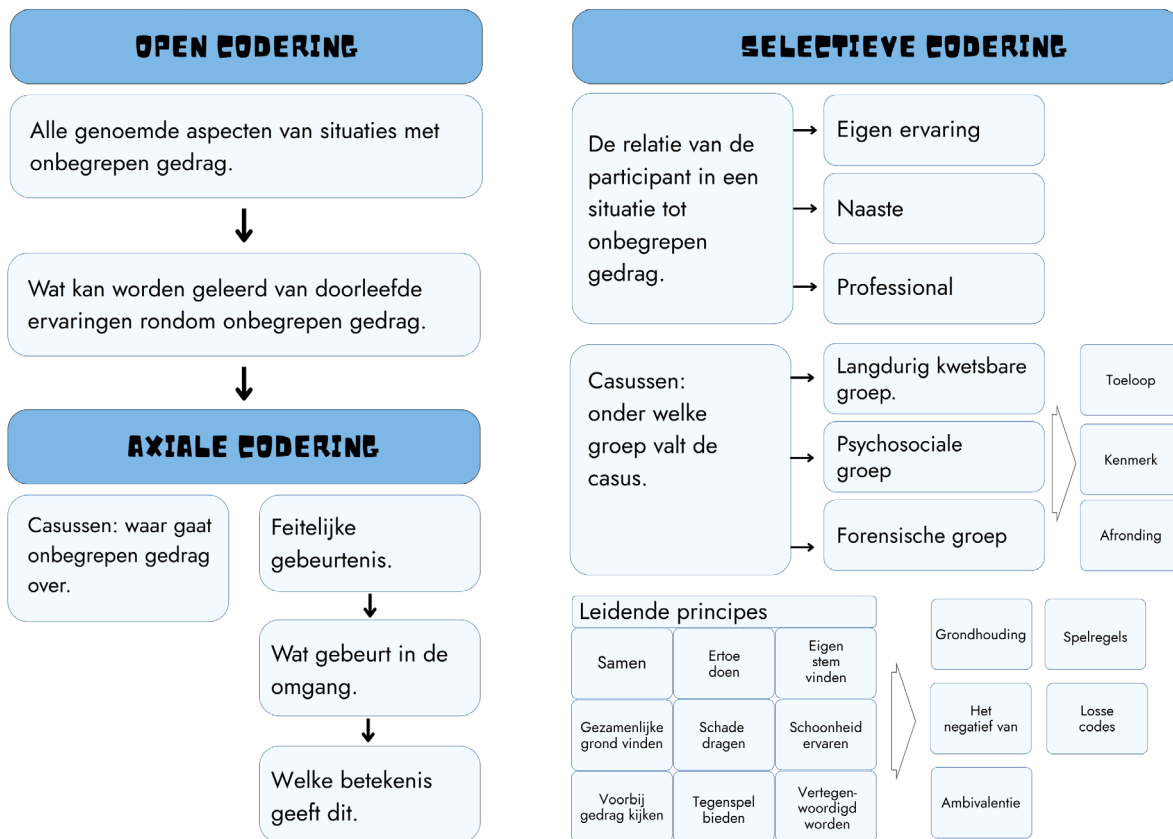 OPEN CODERING
Alle genoemde aspecten van situaties met
onbegrepen gedrag.
Wat kan worden geleerd van doorleefde
ervaringen rondom onbegrepen gedrag.
AXIALE CODERING
Casussen: waar gaat
onbegrepen gedrag
over.
Feitelijke
gebeurtenis.
Wat gebeurt in de
omgang.
Welke betekenis
geeft dit.
SELECTIEVE CODERING
De relatie van de
participant in een
situatie tot
onbegrepen
gedrag.
Eigen ervaring
Naaste
Professional
Casussen:
onder welke
groep valt de
casus.
Langdurig kwetsbare
groep.
Psychosociale
groep
Forensische groep
Toeloop
Kenmerk
Afronding
Leidende principes
Samen
Ertoe
doen
Eigen
stem
vinden
Gezamenlijke
grond vinden
Schade
dragen
Schoonheid
ervaren
Voorbij
gedrag kijken
Tegenspel
bieden
Vertegen-
woordigd
worden
Grondhouding
Spelregels
Het
negatief van
Losse
codes
Ambivalentie